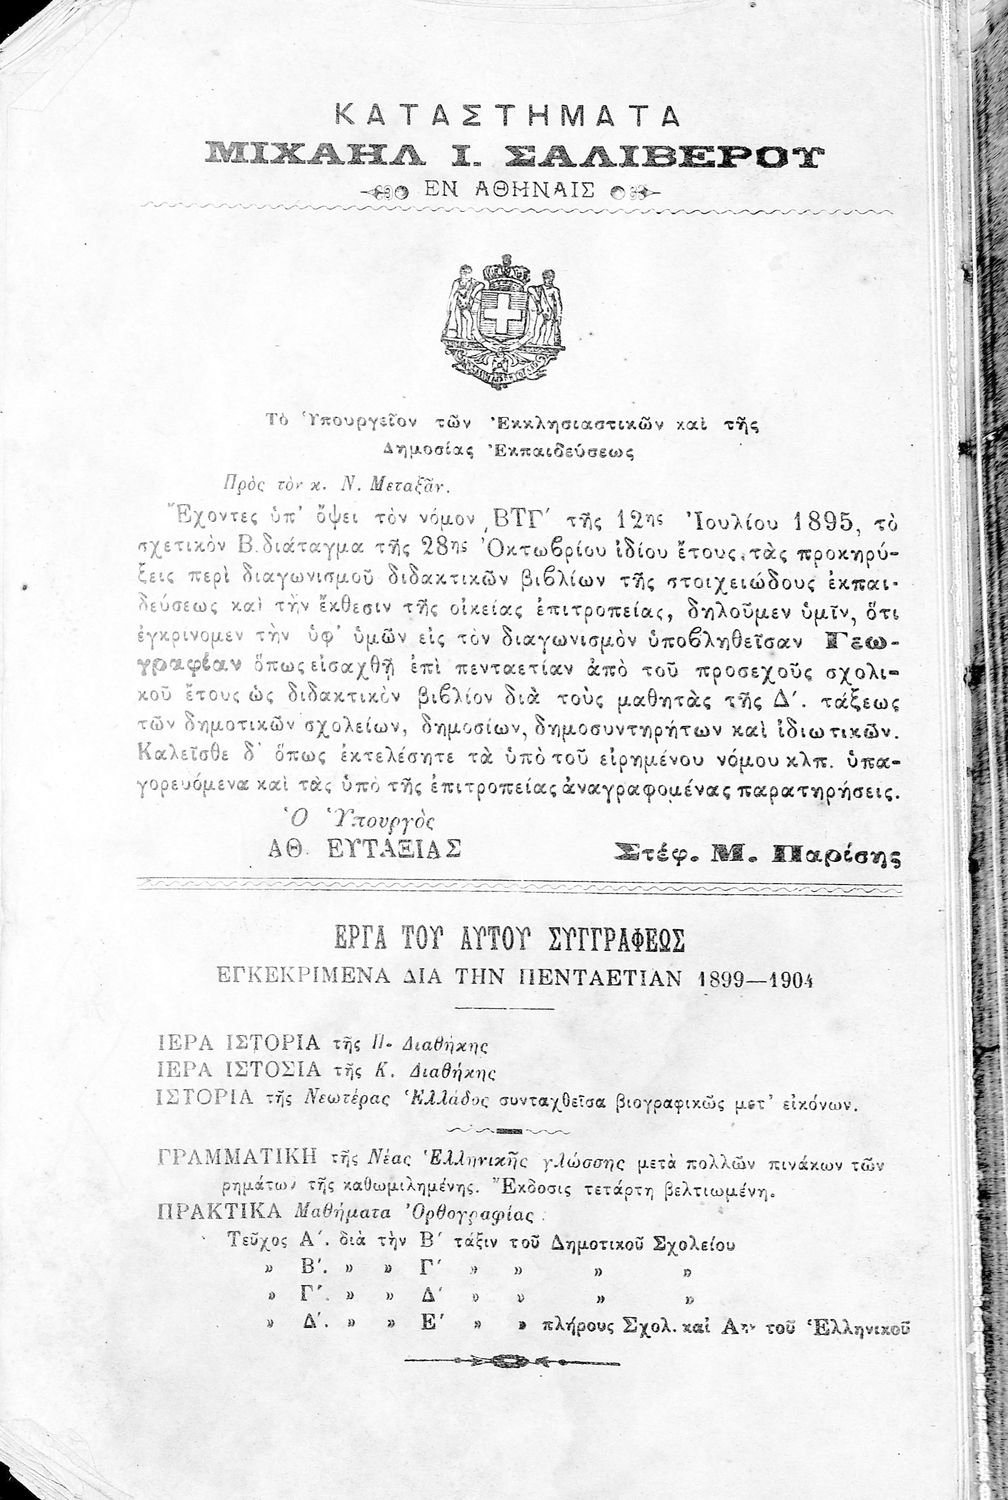 ΚΑΤΑΣΤΗΜΑΤΑ
ΜΙΧΑΗΛ Ι. ΣΑΛΙΒΕΡΟΥ
ΕΝ ΑΘΗΝΑΙΣ
Τὸ Ὑπουργεῖον τῶν Ἐκκλησιαστικῶν καὶ τῆς
Δημοσίας Ἐκπαιδεύσεως
Πρὸς τὸν κ. Ν. Μεταξᾶν.
Ἔχοντες ὑπ' ὄψει τὸν νόμον ͵ΒΤΓ′ τῆς 12ης Ἰουλίου 1895, τὸ
σχετικὸν Β. διάταγμα τῆς 28ης Ὀκτωβρίου ἰδίου ἔτους, τὰς προκηρύ-
ξεις περὶ διαγωνισμοῦ διδακτικῶν βιβλίων τῆς στοιχειώδους ἐκπαι-
δεύσεως καὶ τὴν ἔκθεσιν τῆς οἰκείας ἐπιτροπείας, δηλοῦμεν ὑμῖν, ὅτι
ἐγκρίνομεν τὴν ὑφ' ὑμῶν εἰς τὸν διαγωνισμὸν ὑποβληθεῖσαν Γεω-
γραφίαν ὅπως εἰσαχθῇ ἐπὶ πενταετίαν ἀπὸ τοῦ προσεχοῦς σχολι-
κοῦ ἔτους ὡς διδακτικὸν βιβλίον διὰ τοὺς μαθητὰς τῆς Δ′. τάξεως
τῶν δημοτικῶν σχολείων, δημοσίων, δημοσυντηρήτων καὶ ἰδιωτικῶν.
Καλεῖσθε δ' ὅπως ἐκτελέσητε τὰ ὑπὸ τοῦ εἰρημένου νόμου κλπ. ὑπα-
γορευόμενα καὶ τὰς ὑπὸ τῆς ἐπιτροπείας ἀναγραφομένας παρατηρήσεις.
Ὁ Ὑπουργὸς
ΑΘ. ΕΥΤΑΞΙΑΣ Στέφ. Μ. Παρίσης
ΕΡΓΑ ΤΟΥ ΑΥΤΟΥ ΣΥΓΓΡΑΦΕΩΣ
ΕΓΚΕΚΡΙΜΕΝΑ ΔΙΑ ΤΗΝ ΠΕΝΤΑΕΤΙΑΝ 1899—1904
ΙΕΡΑ ΙΣΤΟΡΙΑ τῆς Π. Διαθήκης
ΙΕΡΑ ΙΣΤΟΣΙΑ τῆς Κ. Διαθήκης
ΙΣΤΟΡΙΑ τῆς Νεωτέρας Ἑλλάδος συνταχθεῖσα βιογραφικῶς μετ' εἰκόνων.
ΓΡΑΜΜΑΤΙΚΗ τῆς Νέας Ἑλληνικῆς γλώσσης μετὰ πολλῶν πινάκων τῶν
ρημάτων τῆς καθωμιλημένης. Ἔκδοσις τετάρτη βελτιωμένη.
ΠΡΑΚΤΙΚΑ Μαθήματα Ὀρθογραφίας
Τεῦχος Α′. διὰ τὴν Β′ τάξιν τοῦ Δημοτικοῦ Σχολείου
» Β′. » » Γ′ » » » »
» Γ′. » » Δ′ » » » »
» Δ′. » » Ε′ » » πλήρους Σχολ. καὶ Αην τοῦ Ἑλληνικοῦ